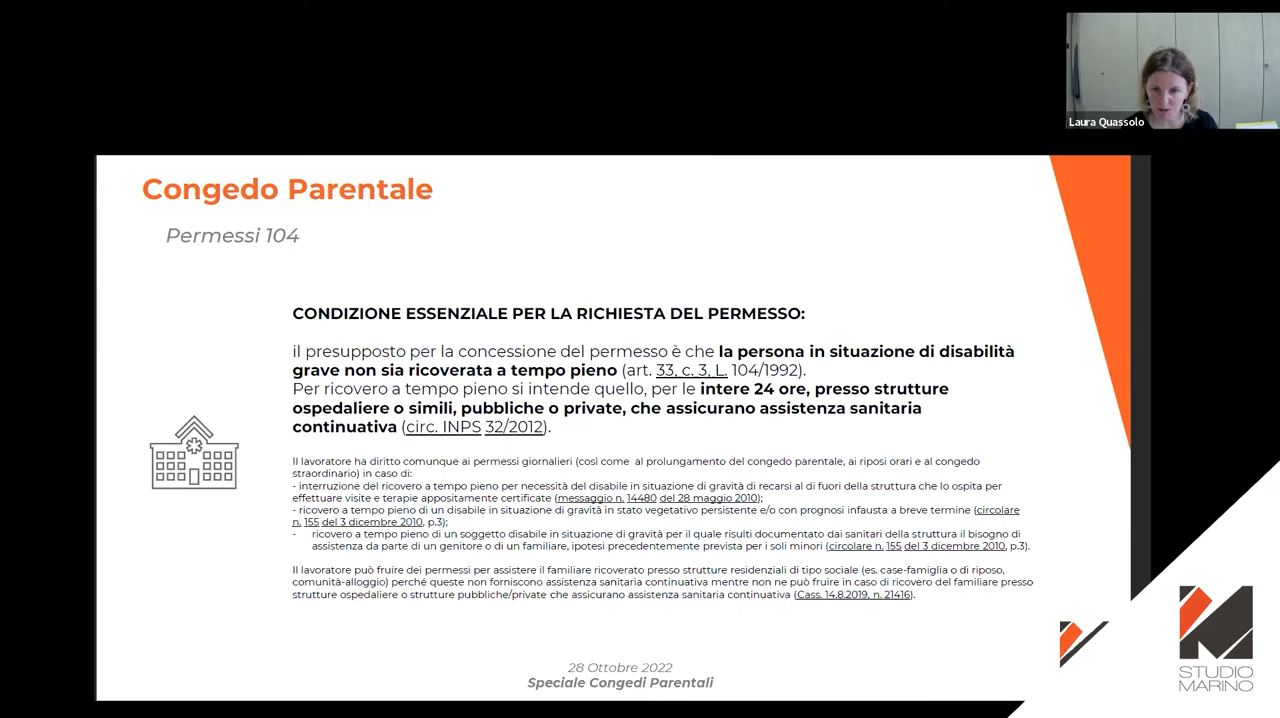 Laura Quassolo
Congedo Parentale
Permessi 104
CONDIZIONE ESSENZIALE PER LA RICHIESTA DEL PERMESSO:
il presupposto per la concessione del permesso è che la persona in situazione di disabilità
grave non sia ricoverata a tempo pieno (art. 33, c. 3, L. 104/1992).
Per ricovero a tempo pieno si intende quello, per le intere 24 ore, presso strutture
ospedaliere o simili, pubbliche o private, che assicurano assistenza sanitaria
continuativa (circ. INPS 32/2012).
Il lavoratore ha diritto comunque ai permessi giornalieri (così come al prolungamento del congedo parentale, ai riposi orari e al congedo
straordinario) in caso di:
- interruzione del ricovero a tempo pieno per necessità del disabile in situazione di gravità di recarsi al di fuori della struttura che lo ospita per
effettuare visite e terapie appositamente certificate (messaggio n. 14480 del 28 maggio 2010);
- ricovero a tempo pieno di un disabile in situazione di gravità in stato vegetativo persistente e/o con prognosi infausta a breve termine (circolare
n. 155 del 3 dicembre 2010, p.3);
- ricovero a tempo pieno di un soggetto disabile in situazione di gravità per il quale risulti documentato dai sanitari della struttura il bisogno di
assistenza da parte di un genitore o di un familiare, ipotesi precedentemente prevista per i soli minori (circolare n. 155 del 3 dicembre 2010, p.3).
Il lavoratore può fruire dei permessi per assistere il familiare ricoverato presso strutture residenziali di tipo sociale (es. case-famiglia o di riposo,
comunità-alloggio) perché queste non forniscono assistenza sanitaria continuativa mentre non ne può fruire in caso di ricovero del familiare presso
strutture ospedaliere o strutture pubbliche/private che assicurano assistenza sanitaria continuativa (Cass. 14.8.2019, n. 21416).
28 Ottobre 2022
Speciale Congedi Parentali
STUDIO
MARINO